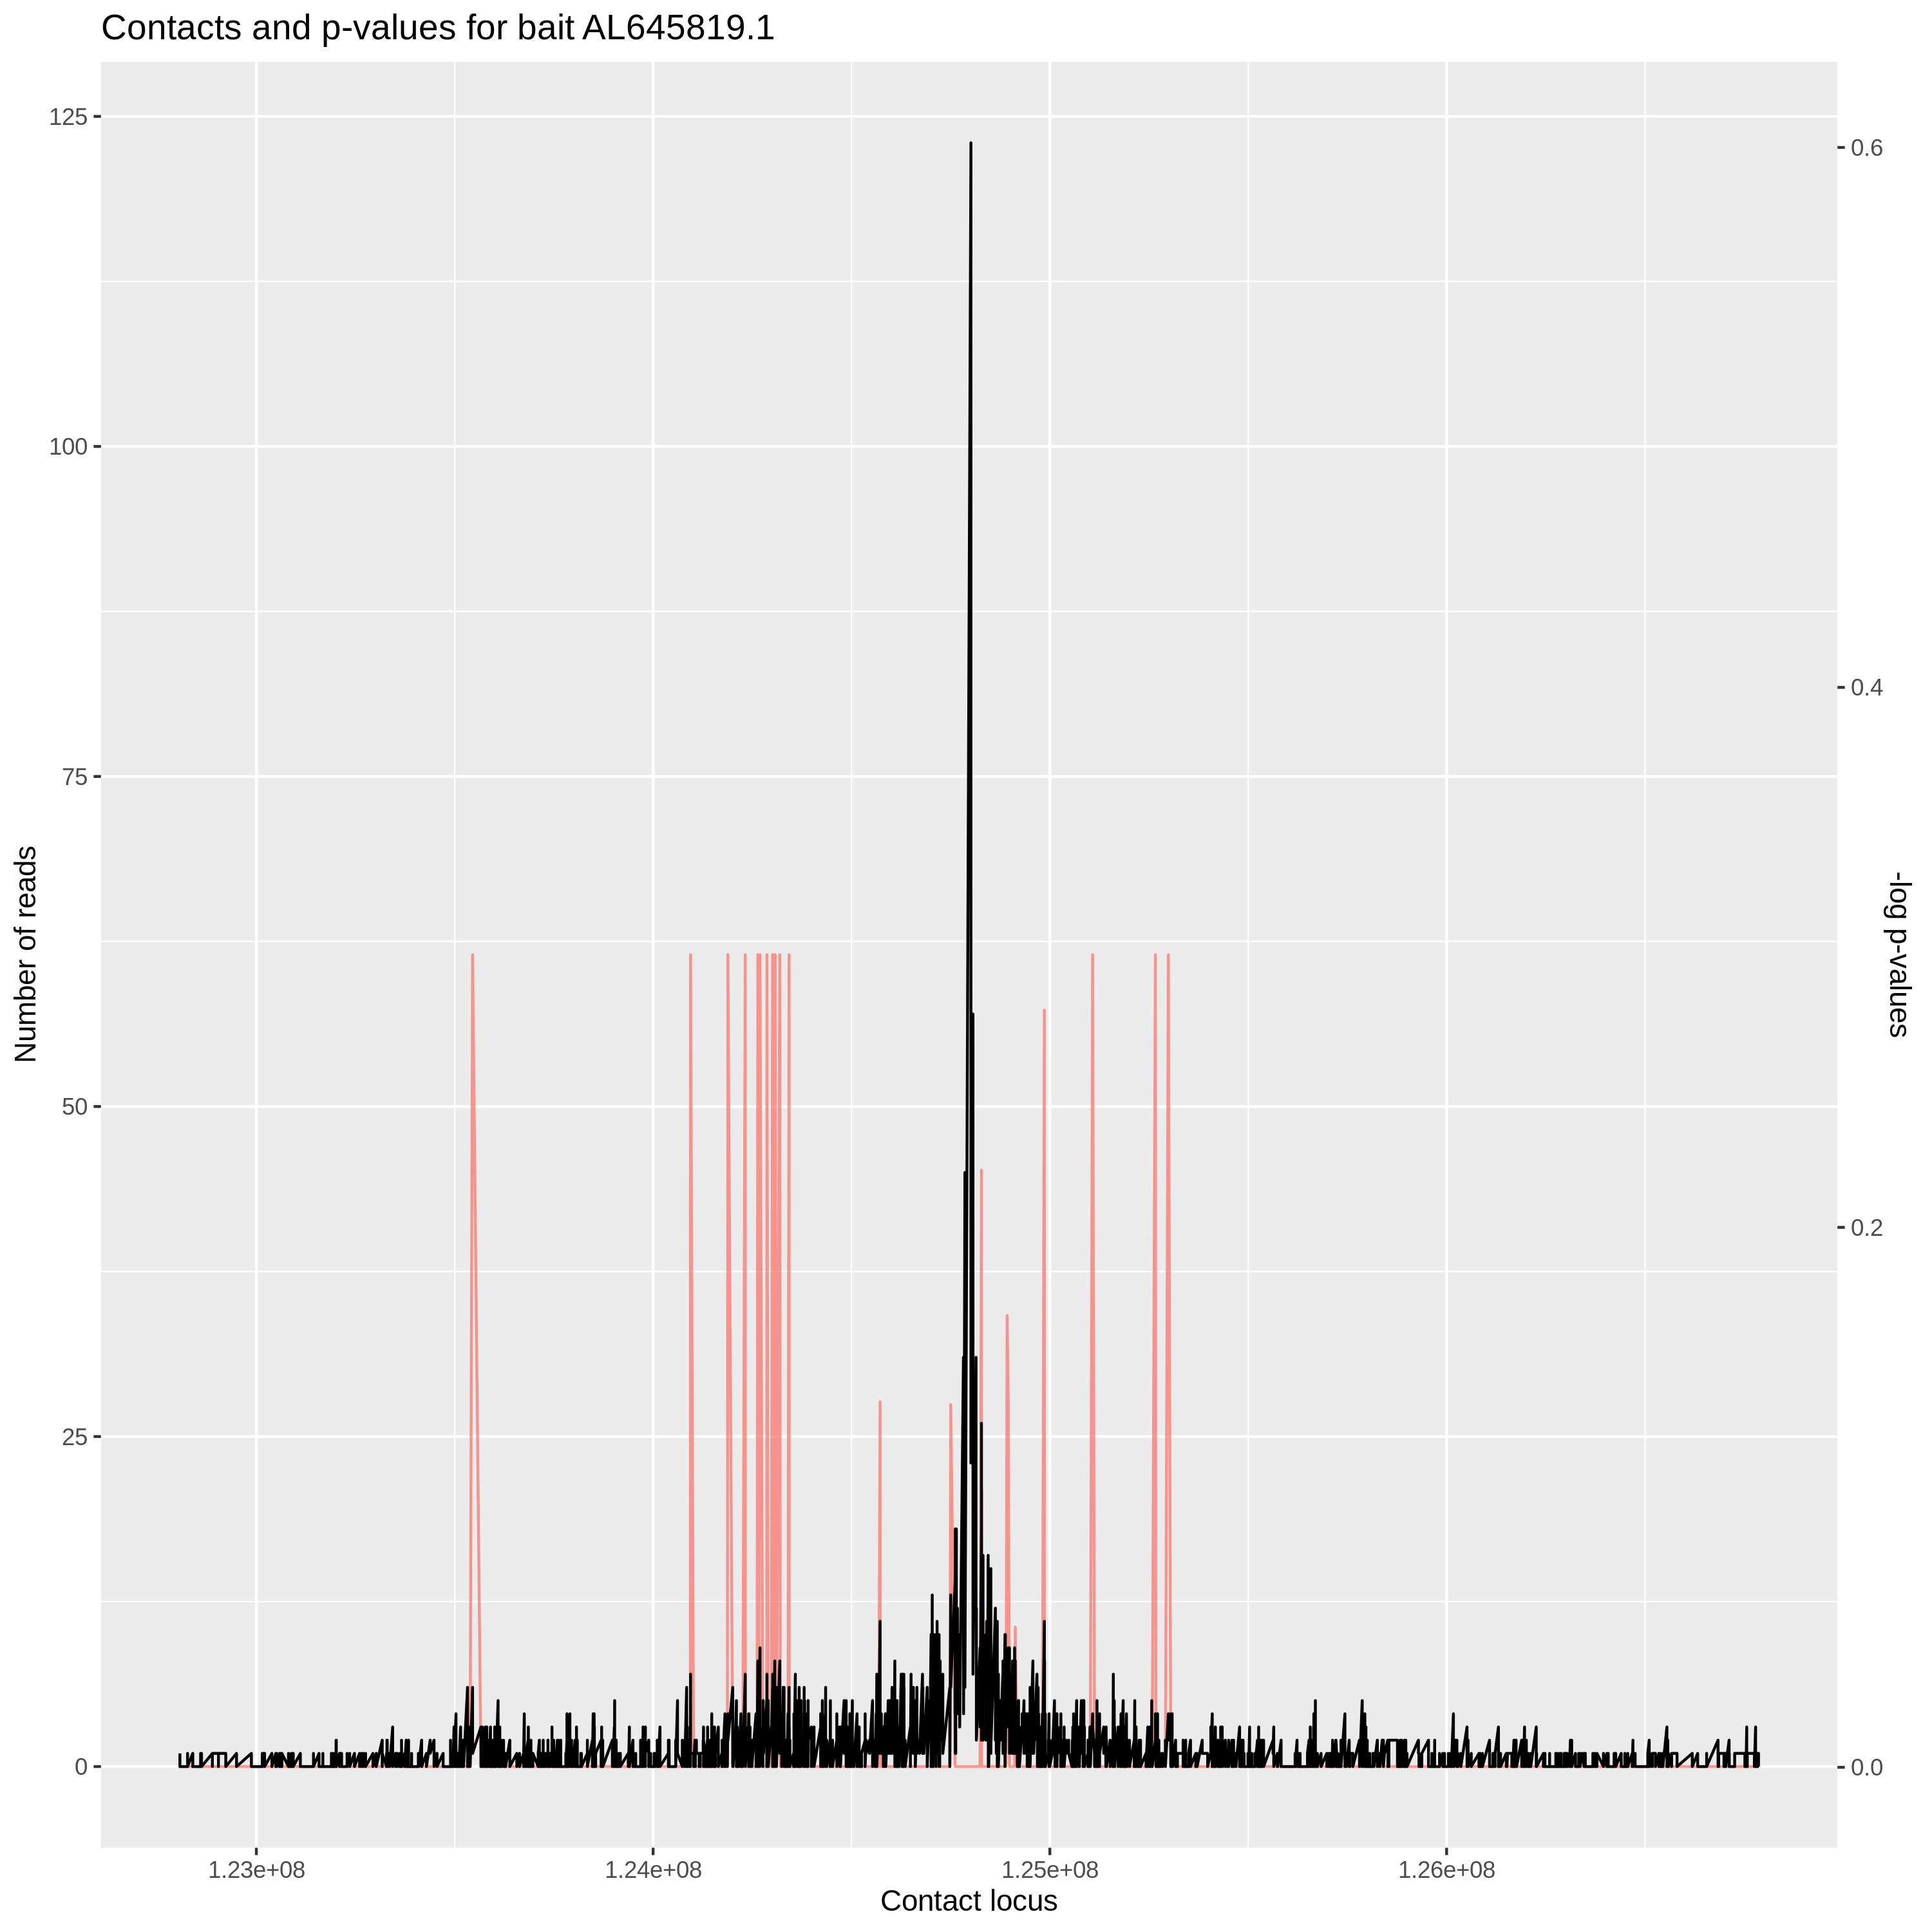 Contacts and p-values for bait AL645819.1
125
100
75
50
25
0
Number of reads
0.6
0.4
0.2
0.0
-log p-values
1.23e+08
1.24e+08
1.25e+08
1.26e+08
Contact locus